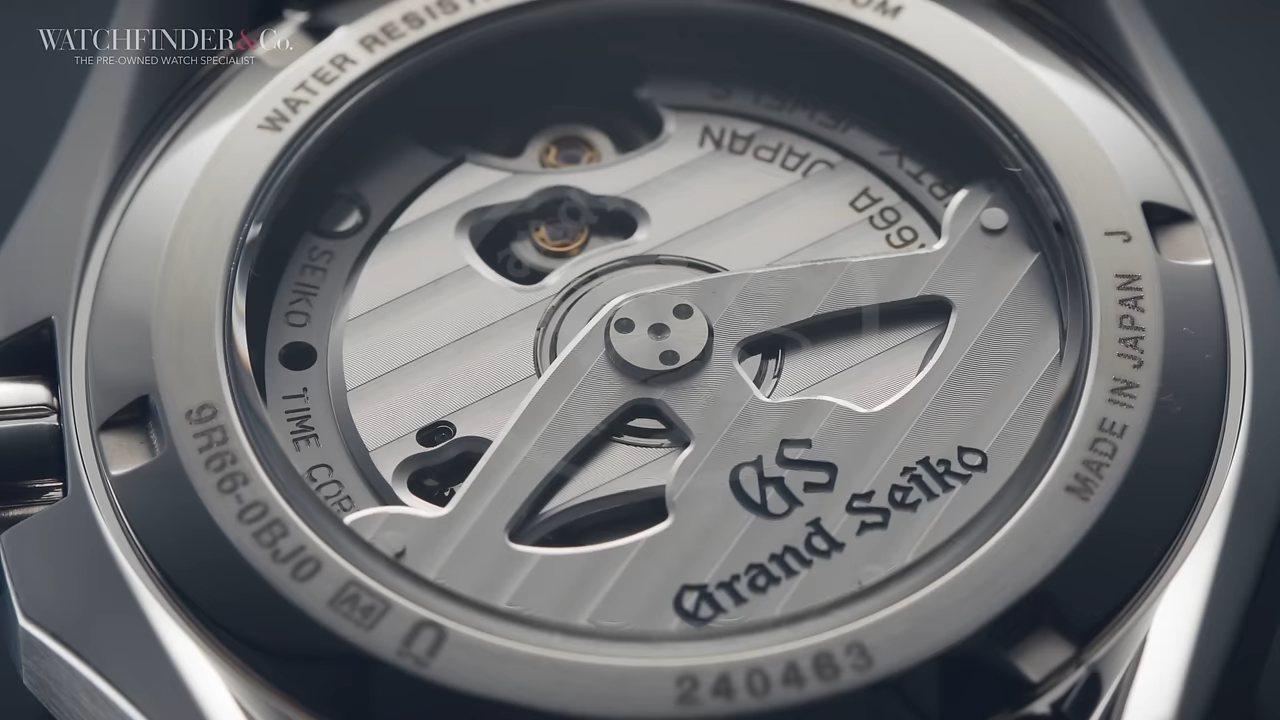 WATCHFINDER&Co.
THE PRE-OWNED WATCH SPECIALIST
WATER RESIST
JEWELS
JAPAN
SEIKO
TIME COR
GS
Grand Seiko
9R66-0BJ0
MADE IN JAPAN J
240463